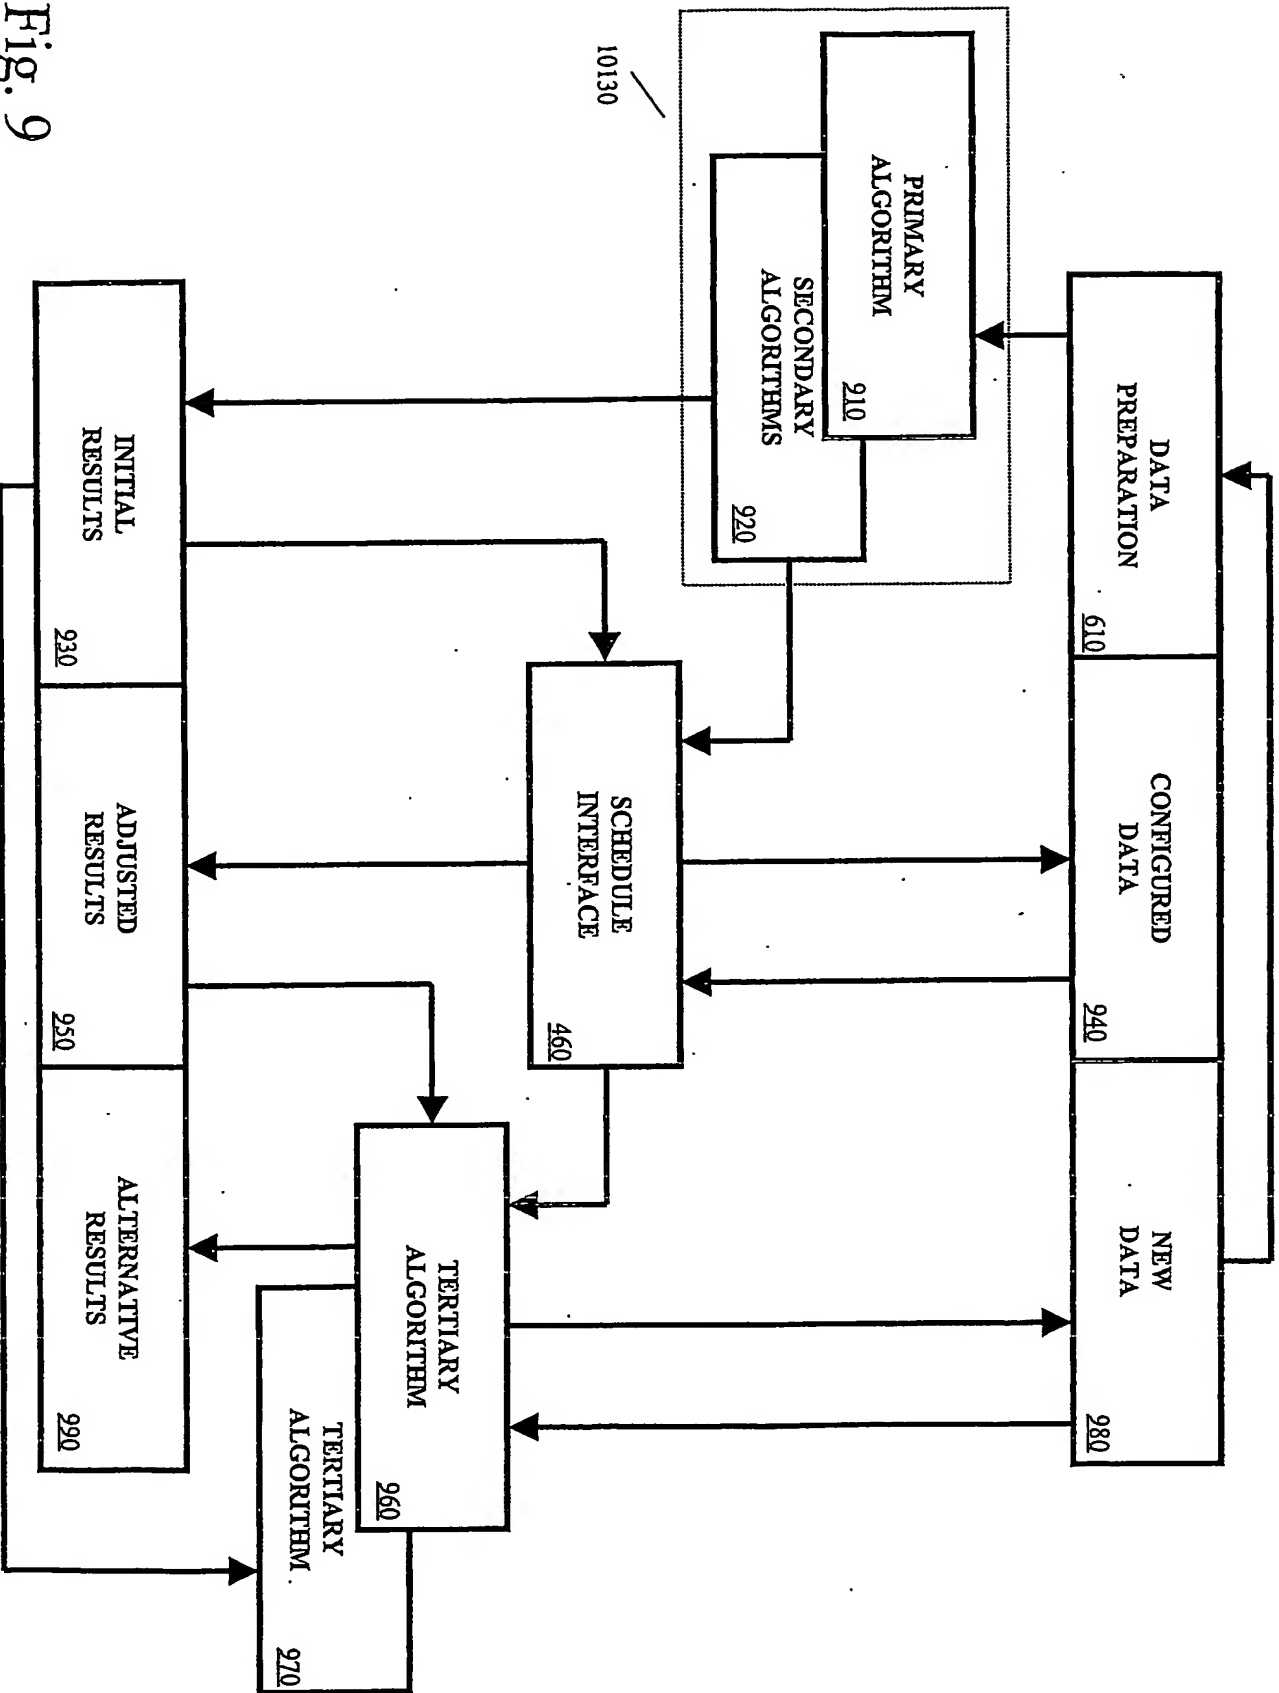 DATA
PREPARATION
610
CONFIGURED
DATA
940
NEW
DATA
980
PRIMARY
ALGORITHM
910
SECONDARY
ALGORITHMS
920
10130
SCHEDULE
INTERFACE
460
TERTIARY
ALGORITHM
960
TERTIARY
ALGORITHM
970
INITIAL
RESULTS
930
ADJUSTED
RESULTS
950
ALTERNATIVE
RESULTS
990
Fig. 9